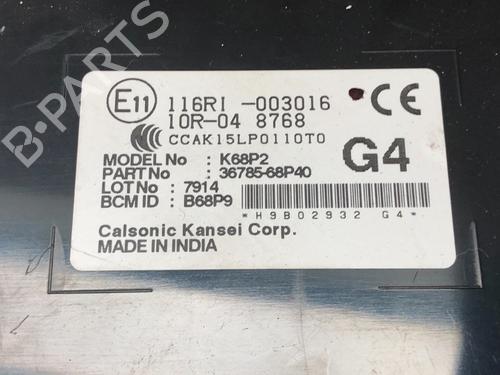 B-PARTS
E11 116RI -003016 CE
10R-04 8768
CCAK15LP0110T0
G4
MODEL No : K68P2
PART No : 36785-68P40
LOT No : 7914
BCM ID : B68P9
*H9B02932 G4*
Calsonic Kansei Corp.
MADE IN INDIA